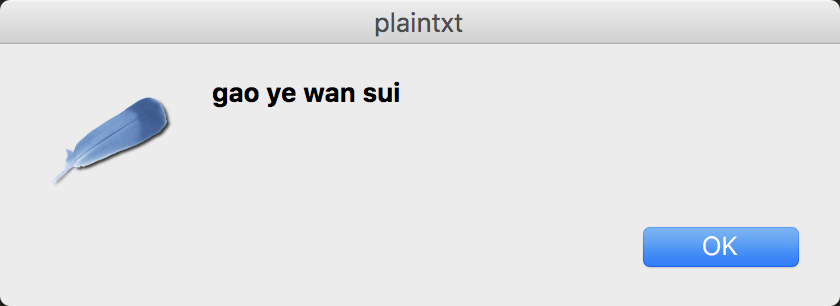 plaintxt
gao ye wan sui
OK